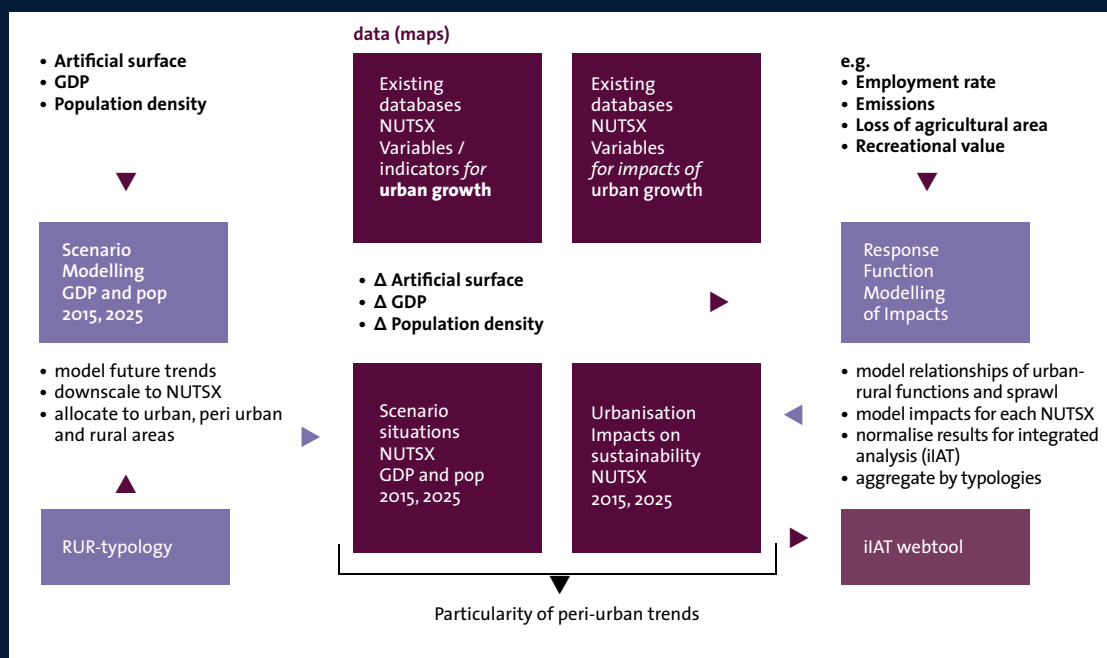 • Artificial surface
• GDP
• Population density
Scenario
Modelling
GDP and pop
2015, 2025
• model future trends
• downscale to NUTSX
• allocate to urban, peri urban
and rural areas
RUR-typology
data (maps)
Existing
databases
NUTSX
Variables /
indicators for
urban growth
Existing
databases
NUTSX
Variables
for impacts of
urban growth
• Δ Artificial surface
• Δ GDP
• Δ Population density
Scenario
situations
NUTSX
GDP and pop
2015, 2025
Urbanisation
Impacts on
sustainability
NUTSX
2015, 2025
Particularity of peri-urban trends
e.g.
• Employment rate
• Emissions
• Loss of agricultural area
• Recreational value
Response
Function
Modelling
of Impacts
• model relationships of urban-
rural functions and sprawl
• model impacts for each NUTSX
• normalise results for integrated
analysis (iIAT)
• aggregate by typologies
iIAT webtool